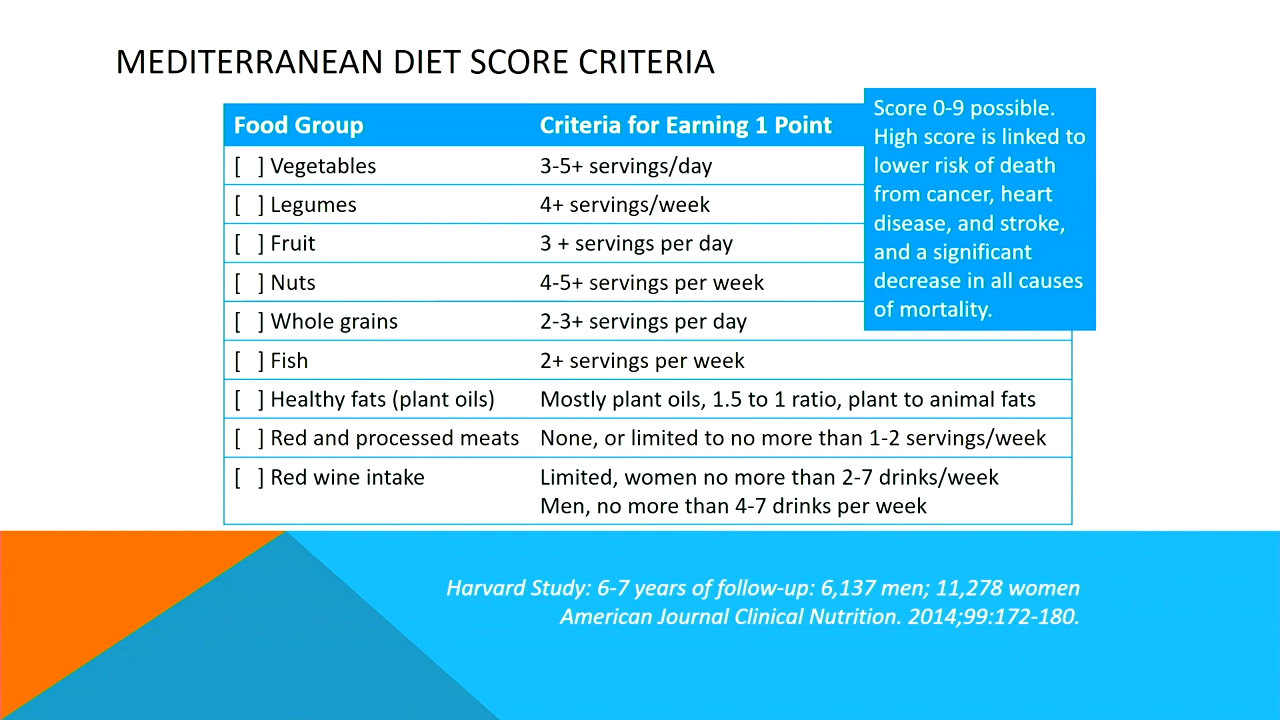 MEDITERRANEAN DIET SCORE CRITERIA
Food Group Criteria for Earning 1 Point
[ ] Vegetables 3-5+ servings/day
[ ] Legumes 4+ servings/week
[ ] Fruit 3 + servings per day
[ ] Nuts 4-5+ servings per week
[ ] Whole grains 2-3+ servings per day
[ ] Fish 2+ servings per week
[ ] Healthy fats (plant oils) Mostly plant oils, 1.5 to 1 ratio, plant to animal fats
[ ] Red and processed meats None, or limited to no more than 1-2 servings/week
[ ] Red wine intake Limited, women no more than 2-7 drinks/week
Men, no more than 4-7 drinks per week
Score 0-9 possible.
High score is linked to
lower risk of death
from cancer, heart
disease, and stroke,
and a significant
decrease in all causes
of mortality.
Harvard Study: 6-7 years of follow-up: 6,137 men; 11,278 women
American Journal Clinical Nutrition. 2014;99:172-180.